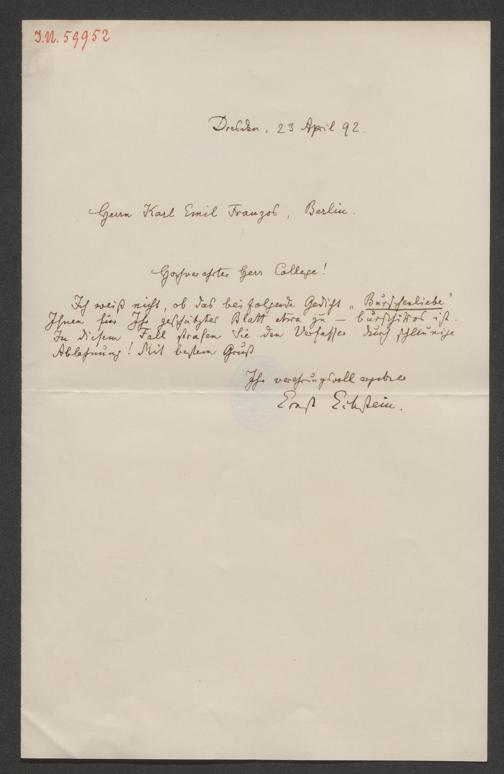 J.N. 59952
Dresden, 23 April 92.
Herrn Karl Emil Franzos, Berlin.
Hochverehrter Herr College!
Ich weiß nicht, ob das beifolgende Gedicht „Burschenliebe"
Ihnen für Ihr geschätztes Blatt etwa zu — burschikos ist.
In diesem Fall strafen Sie den Verfasser durch schleunige
Ablehnung! Mit bestem Gruß
Ihr verehrungsvoll ergebener
Ernst Eckstein.